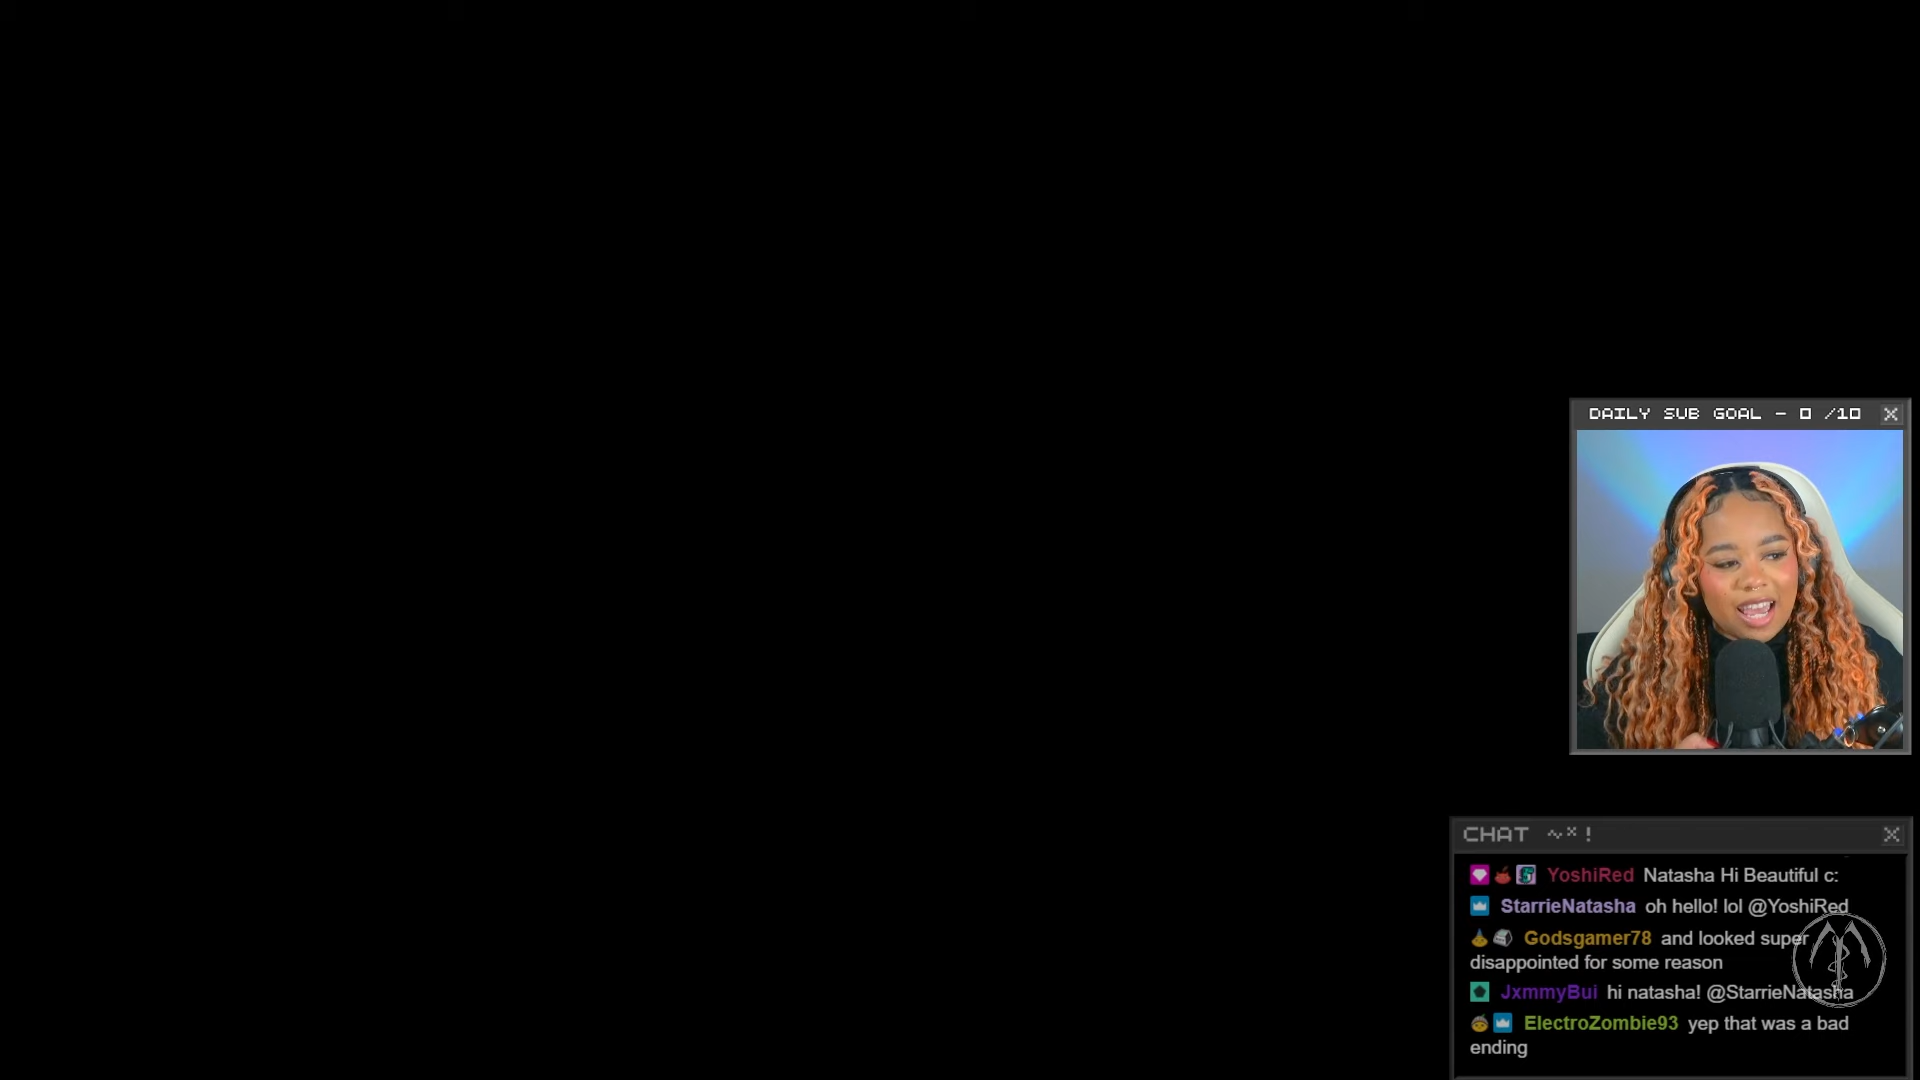 DAILY SUB GOAL - 0 /10
CHAT ~× !
YoshiRed Natasha Hi Beautiful c:
StarrieNatasha oh hello! lol @YoshiRed
Godsgamer78 and looked super
disappointed for some reason
JxmmyBui hi natasha! @StarrieNatasha
ElectroZombie93 yep that was a bad
ending